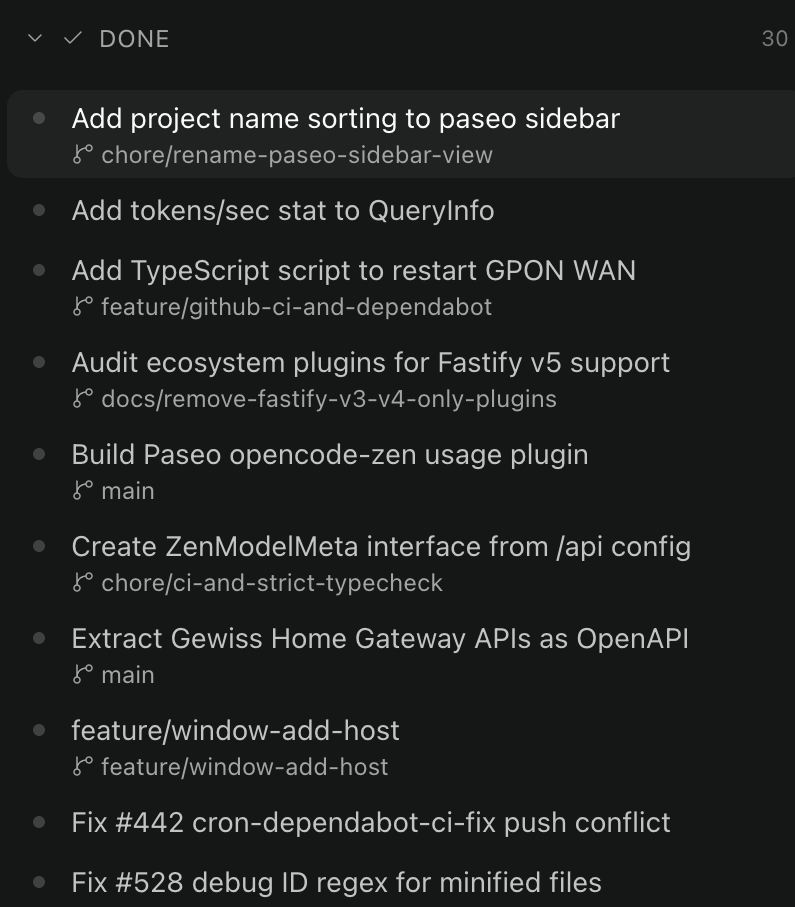 DONE
30
Add project name sorting to paseo sidebar
chore/rename-paseo-sidebar-view
Add tokens/sec stat to QueryInfo
Add TypeScript script to restart GPON WAN
feature/github-ci-and-dependabot
Audit ecosystem plugins for Fastify v5 support
docs/remove-fastify-v3-v4-only-plugins
Build Paseo opencode-zen usage plugin
main
Create ZenModelMeta interface from /api config
chore/ci-and-strict-typecheck
Extract Gewiss Home Gateway APIs as OpenAPI
main
feature/window-add-host
feature/window-add-host
Fix #442 cron-dependabot-ci-fix push conflict
Fix #528 debug ID regex for minified files